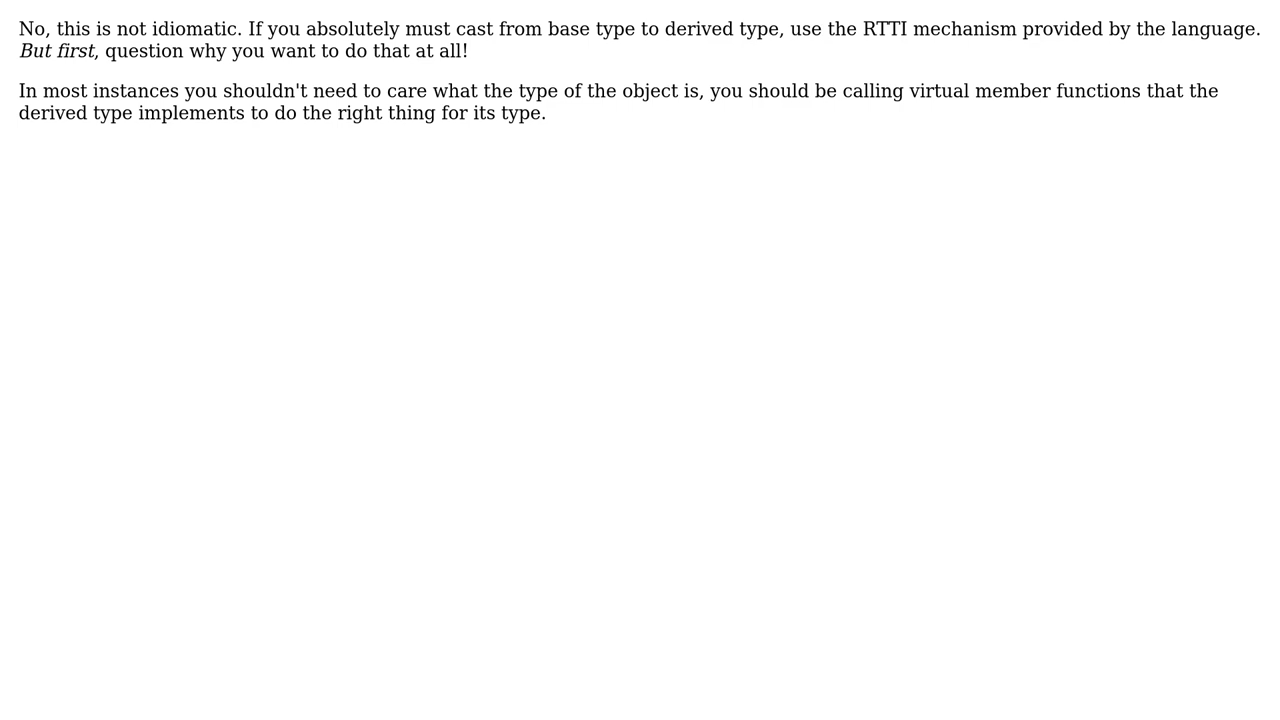 No, this is not idiomatic. If you absolutely must cast from base type to derived type, use the RTTI mechanism provided by the language.
But first, question why you want to do that at all!
In most instances you shouldn't need to care what the type of the object is, you should be calling virtual member functions that the
derived type implements to do the right thing for its type.